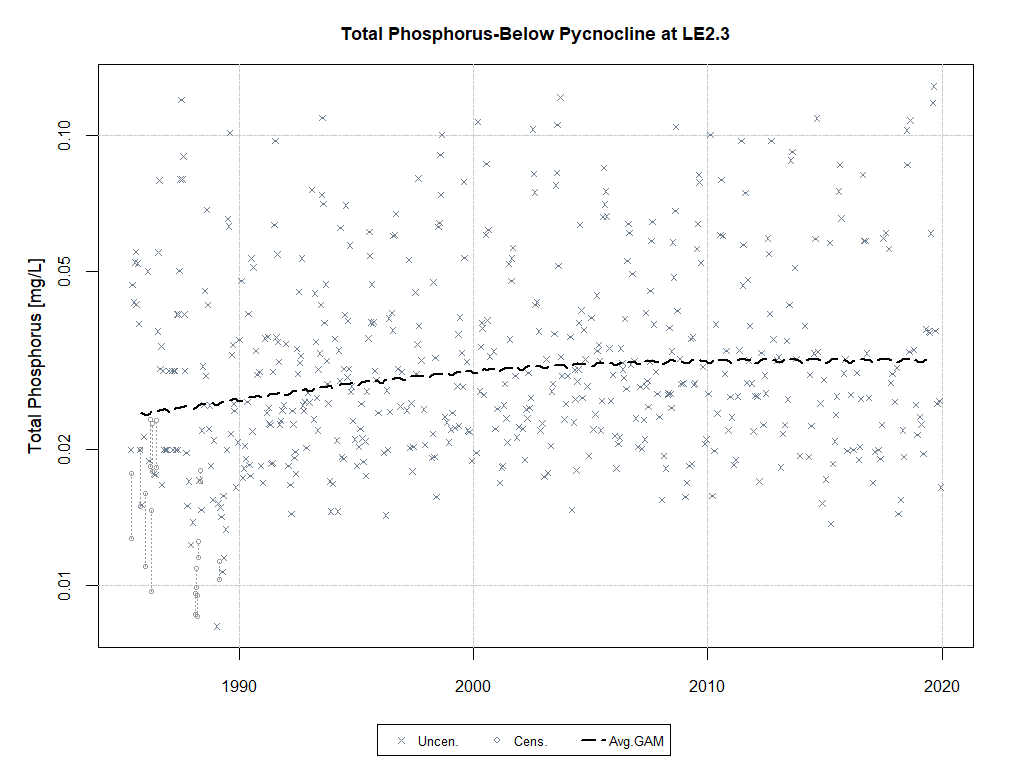 Total Phosphorus-Below Pycnocline at LE2.3
Total Phosphorus [mg/L]
0.10
0.05
0.02
0.01
1990 2000 2010 2020
Uncen. Cens. Avg.GAM